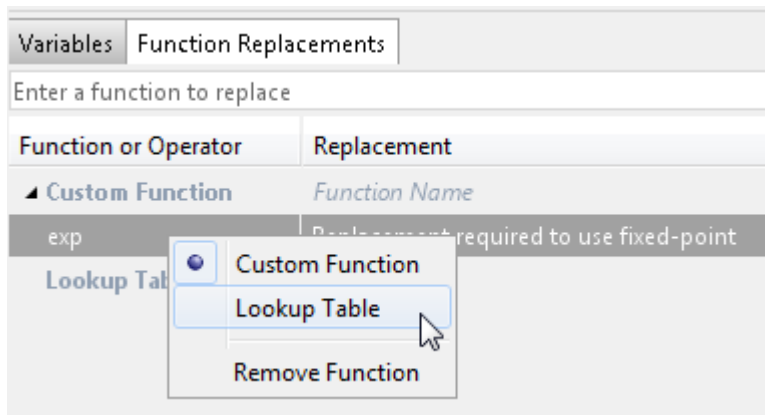 Variables Function Replacements
Enter a function to replace
Function or Operator Replacement
Custom Function Function Name
exp required to use fixed-point
Custom Function
Lookup
Lookup Table
Remove Function